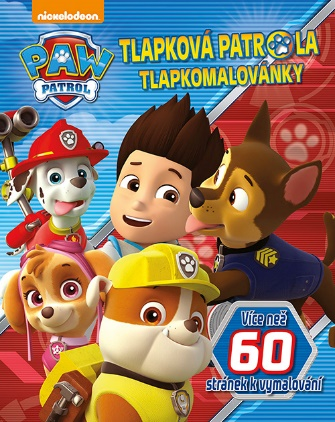 nickelodeon
PAW
PATROL
TLAPKOVÁ PATROLA
TLAPKOMALOVÁNKY
Více než
60
stránek k vymalování